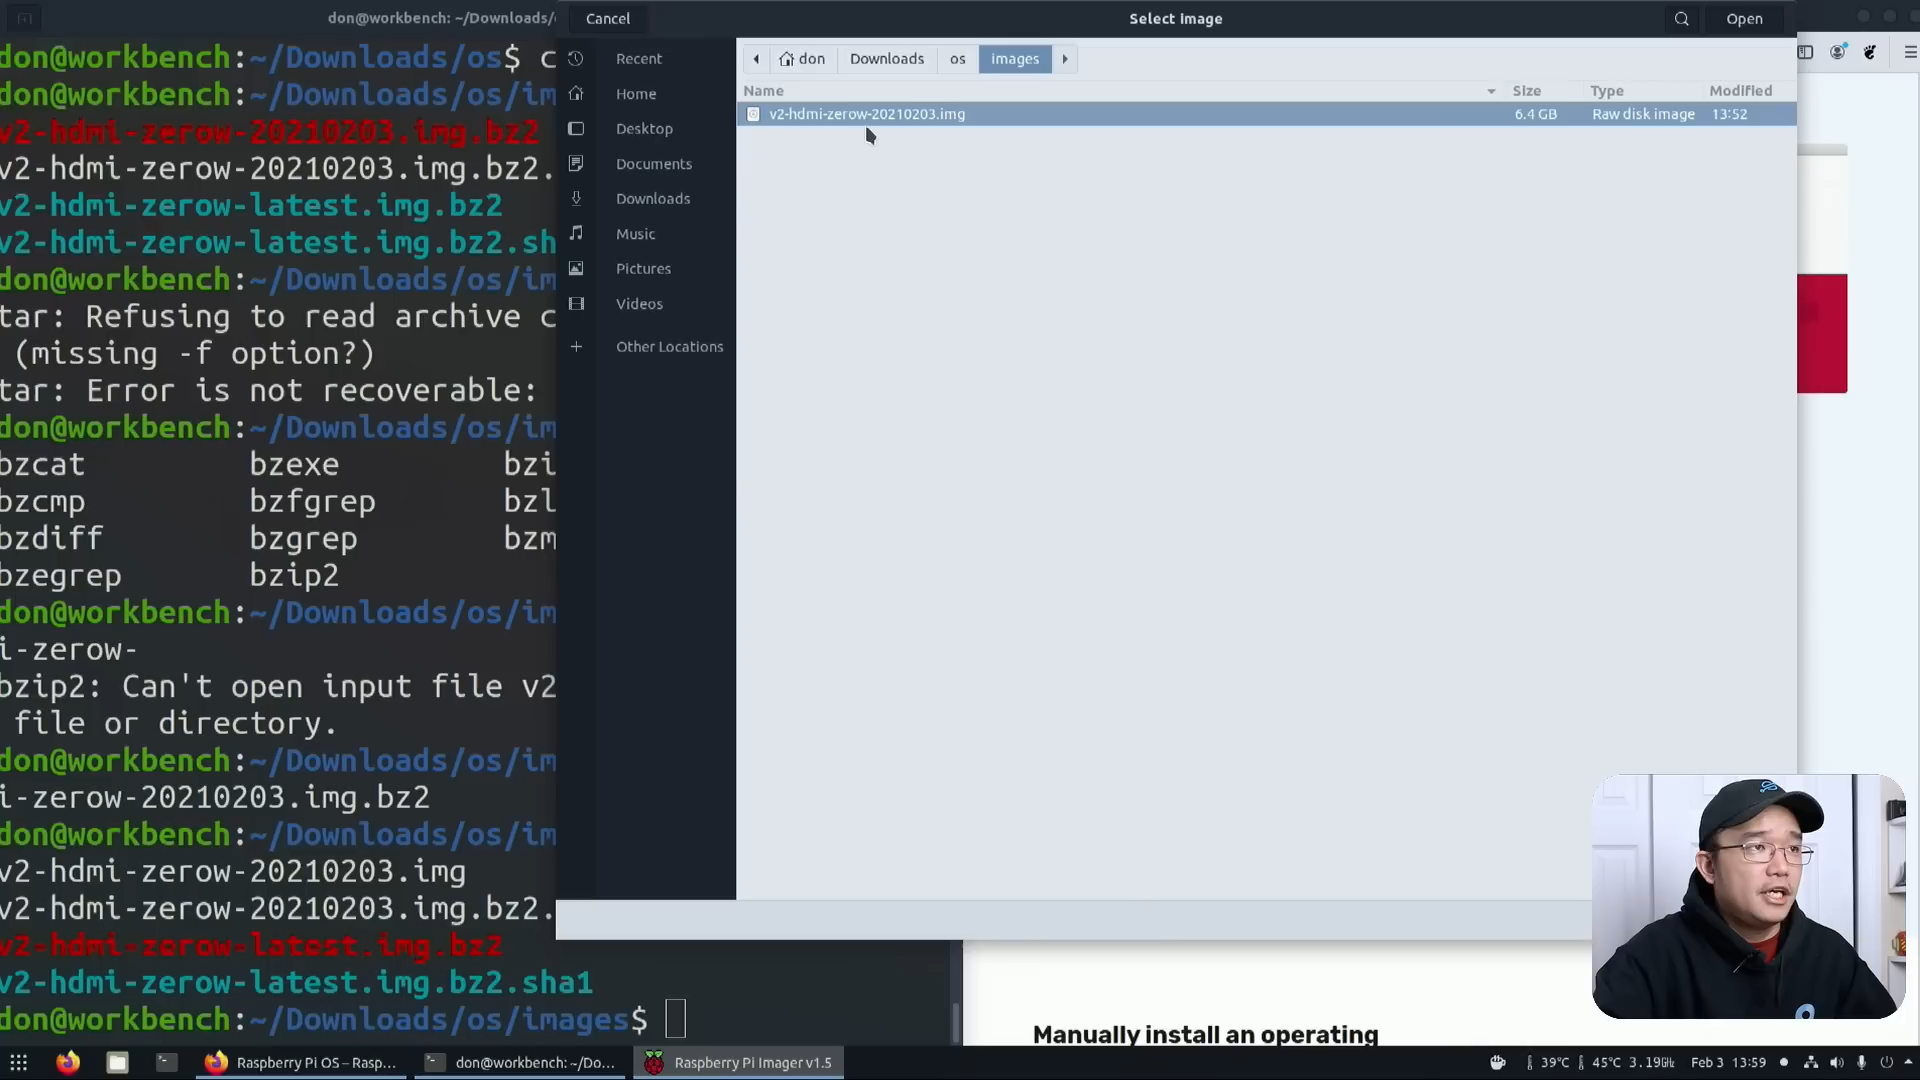 don@workbench: ~/Downloads/
don@workbench:~/Downloads/os$ c
don@workbench:~/Downloads/os/im
v2-hdmi-zerow-20210203.img.bz2
v2-hdmi-zerow-20210203.img.bz2.
v2-hdmi-zerow-latest.img.bz2
v2-hdmi-zerow-latest.img.bz2.sh
don@workbench:~/Downloads/os/im
tar: Refusing to read archive c
(missing -f option?)
tar: Error is not recoverable:
don@workbench:~/Downloads/os/im
bzcat bzexe bzi
bzcmp bzfgrep bzl
bzdiff bzgrep bzm
bzegrep bzip2
don@workbench:~/Downloads/os/im
i-zerow-
bzip2: Can't open input file v2
file or directory.
don@workbench:~/Downloads/os/im
i-zerow-20210203.img.bz2
don@workbench:~/Downloads/os/im
v2-hdmi-zerow-20210203.img
v2-hdmi-zerow-20210203.img.bz2.
v2-hdmi-zerow-latest.img.bz2
v2-hdmi-zerow-latest.img.bz2.sha1
don@workbench:~/Downloads/os/images$
Cancel
Select Image
Open
Recent
Home
Desktop
Documents
Downloads
Music
Pictures
Videos
Other Locations
don Downloads os images
Name Size Type Modified
v2-hdmi-zerow-20210203.img 6.4 GB Raw disk image 13:52
Manually install an operating
Raspberry Pi OS – Rasp...
don@workbench: ~/Do...
Raspberry Pi Imager v1.5
39°C 45°C 3.19GHz Feb 3 13:59